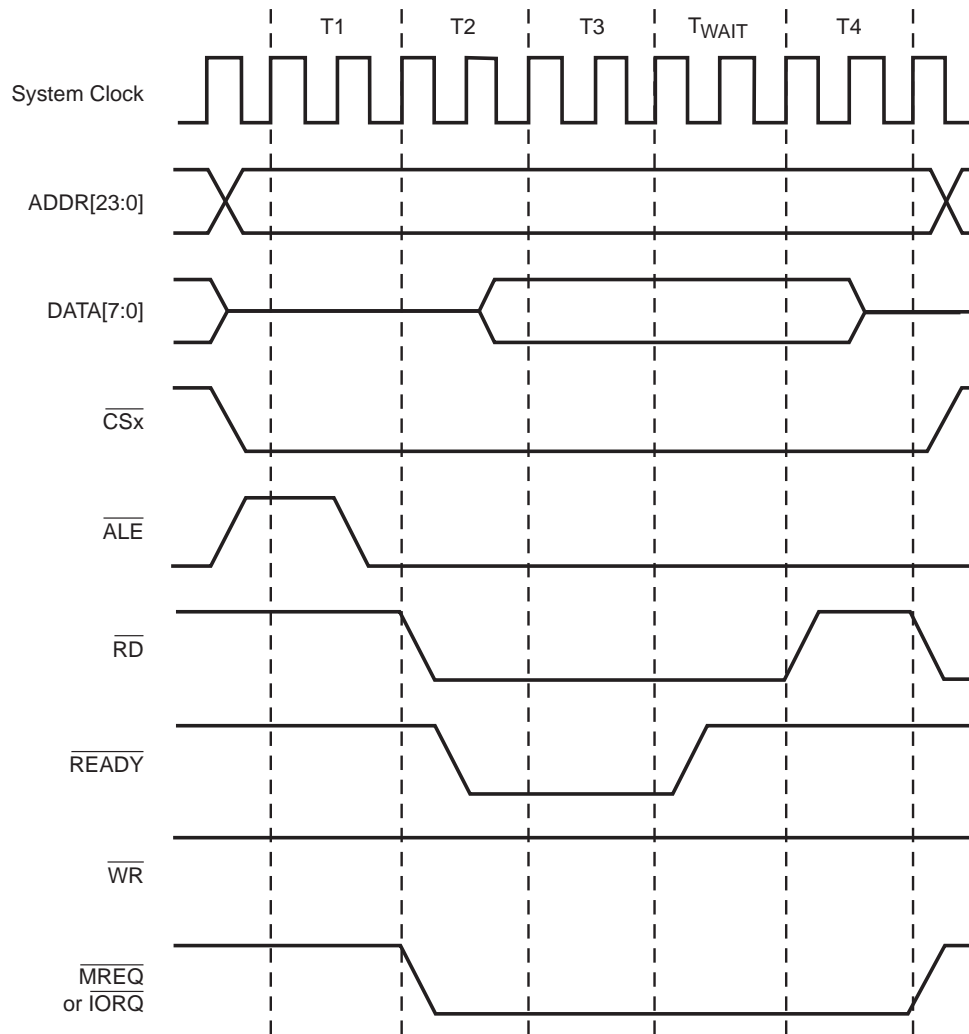 T1 T2 T3 TWAIT T4
System Clock
ADDR[23:0]
DATA[7:0]
CSx
ALE
RD
READY
WR
MREQ
or IORQ